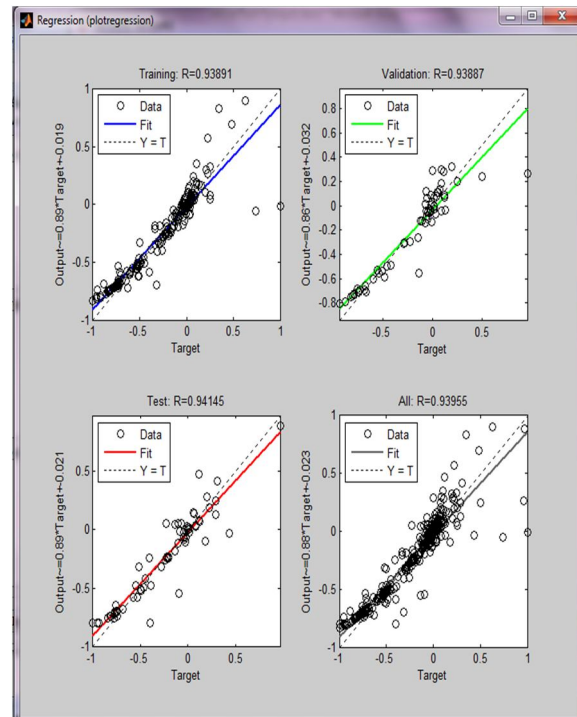 Regression (plotregression)
Training: R=0.93891
Output~=0.89*Target+-0.019
Data
Fit
Y = T
1
0.5
0
-0.5
-1
-1
-0.5
0
0.5
1
Target
Validation: R=0.93887
Output~=0.86*Target+-0.032
Data
Fit
Y = T
0.8
0.6
0.4
0.2
0
-0.2
-0.4
-0.6
-0.8
-0.5
0
0.5
Target
Test: R=0.94145
Output~=0.89*Target+-0.021
Data
Fit
Y = T
0.5
0
-0.5
-1
-1
-0.5
0
0.5
Target
All: R=0.93955
Output~=0.88*Target+-0.023
Data
Fit
Y = T
1
0.5
0
-0.5
-1
-1
-0.5
0
0.5
1
Target